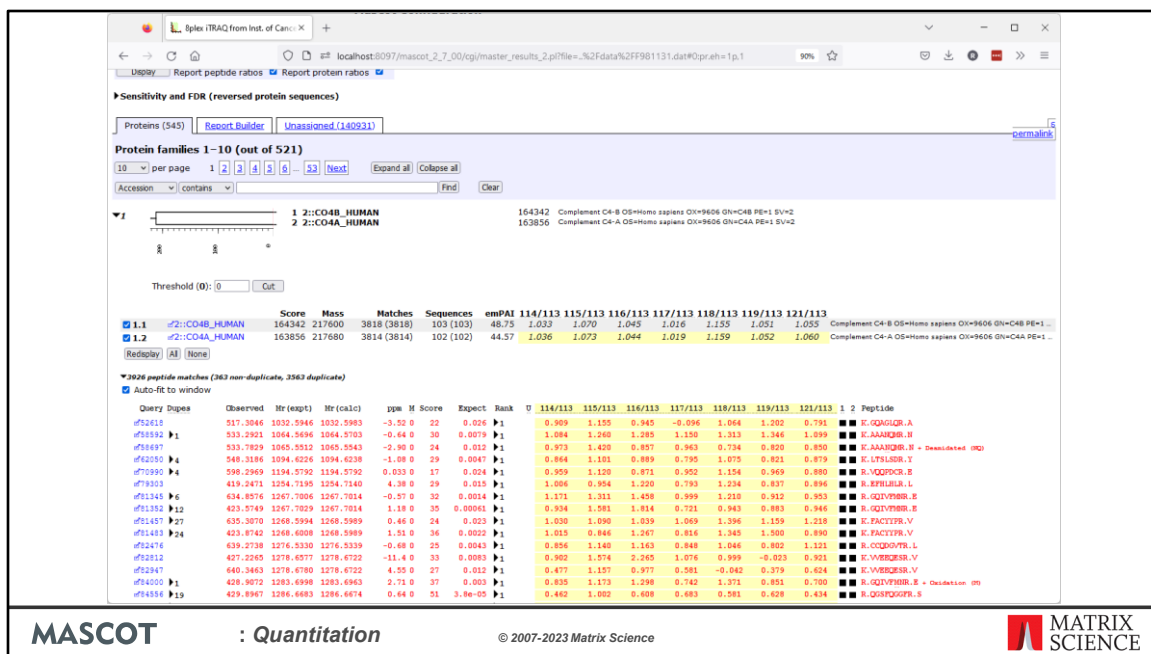 8plex iTRAQ from Inst. of Canc
localhost:8097/mascot_2_7_00/cgi/master_results_2.pl?file=..%2Fdata%2FF981131.dat#0:pr.eh=1p,1 90%
Display Report peptide ratios Report protein ratios
Sensitivity and FDR (reversed protein sequences)
Proteins (545) Report Builder Unassigned (140931)
permalink
Protein families 1–10 (out of 521)
10 per page 1 2 3 4 5 6 ... 53 Next Expand all Collapse all
Accession contains Find Clear
1 1 2::CO4B_HUMAN 164342 Complement C4-B OS=Homo sapiens OX=9606 GN=C4B PE=1 SV=2
2 2::CO4A_HUMAN 163856 Complement C4-A OS=Homo sapiens OX=9606 GN=C4A PE=1 SV=2
200 100 0
Threshold (0): 0 Cut
Score Mass Matches Sequences emPAI 114/113 115/113 116/113 117/113 118/113 119/113 121/113
1.1 2::CO4B_HUMAN 164342 217600 3818 (3818) 103 (103) 48.75 1.033 1.070 1.045 1.016 1.155 1.051 1.055 Complement C4-B OS=Homo sapiens OX=9606 GN=C4B PE=1 ...
1.2 2::CO4A_HUMAN 163856 217680 3814 (3814) 102 (102) 44.57 1.036 1.073 1.044 1.019 1.159 1.052 1.060 Complement C4-A OS=Homo sapiens OX=9606 GN=C4A PE=1 ...
Redisplay All None
3926 peptide matches (363 non-duplicate, 3563 duplicate)
Auto-fit to window
Query Dupes Observed Mr(expt) Mr(calc) ppm M Score Expect Rank U 114/113 115/113 116/113 117/113 118/113 119/113 121/113 1 2 Peptide
52618 517.3046 1032.5946 1032.5983 -3.52 0 22 0.026 1 0.909 1.155 0.945 -0.096 1.064 1.202 0.791 K.GQAGLQR.A
58592 1 533.2921 1064.5696 1064.5703 -0.64 0 30 0.0079 1 1.084 1.260 1.285 1.150 1.313 1.346 1.099 K.AAANQMR.N
58697 533.7829 1065.5512 1065.5543 -2.90 0 24 0.012 1 0.973 1.420 0.857 0.963 0.734 0.820 0.850 K.AAANQMR.N + Deamidated (NQ)
62050 4 548.3186 1094.6226 1094.6238 -1.08 0 29 0.0047 1 0.864 1.101 0.889 0.795 1.075 0.821 0.879 K.LTSLSDR.Y
70990 4 598.2969 1194.5792 1194.5792 0.033 0 17 0.024 1 0.959 1.120 0.871 0.952 1.154 0.969 0.880 R.VQQPDCR.E
79303 419.2471 1254.7195 1254.7140 4.38 0 29 0.015 1 1.006 0.954 1.220 0.793 1.234 0.837 0.896 R.EFHLHLR.L
81345 6 634.8576 1267.7006 1267.7014 -0.57 0 32 0.0014 1 1.171 1.311 1.458 0.999 1.210 0.912 0.953 R.GQIVFMNR.E
81352 12 423.5749 1267.7029 1267.7014 1.18 0 35 0.00061 1 0.934 1.581 1.814 0.721 0.943 0.883 0.946 R.GQIVFMNR.E
81457 27 635.3070 1268.5994 1268.5989 0.46 0 24 0.023 1 1.030 1.090 1.039 1.069 1.396 1.159 1.218 K.FACYYPR.V
81483 24 423.8742 1268.6008 1268.5989 1.51 0 36 0.0022 1 1.015 0.846 1.267 0.816 1.345 1.500 0.890 K.FACYYPR.V
82476 639.2738 1276.5330 1276.5339 -0.68 0 25 0.0043 1 0.856 1.140 1.163 0.848 1.046 0.802 1.121 R.CCQDGVTR.L
82812 427.2265 1278.6577 1278.6722 -11.4 0 33 0.0083 1 0.902 1.574 2.265 1.076 0.999 -0.023 0.921 K.VVEEQESR.V
82947 640.3463 1278.6780 1278.6722 4.55 0 27 0.012 1 0.477 1.157 0.977 0.581 -0.042 0.379 0.624 K.VVEEQESR.V
84000 1 428.9072 1283.6998 1283.6963 2.71 0 37 0.003 1 0.835 1.173 1.298 0.742 1.371 0.851 0.700 R.GQIVFMNR.E + Oxidation (M)
84556 19 429.8967 1286.6683 1286.6674 0.64 0 51 3.8e-05 1 0.462 1.002 0.608 0.683 0.581 0.628 0.434 R.QGSFQGGFR.S
MASCOT : Quantitation © 2007-2023 Matrix Science MATRIX SCIENCE